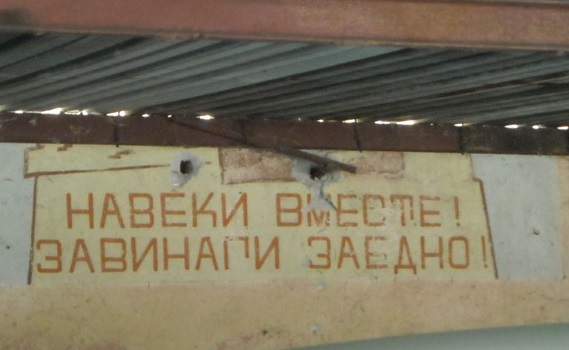 НАВЕКИ ВМЕСТЕ!
ЗАВИНАГИ ЗАЕДНО!